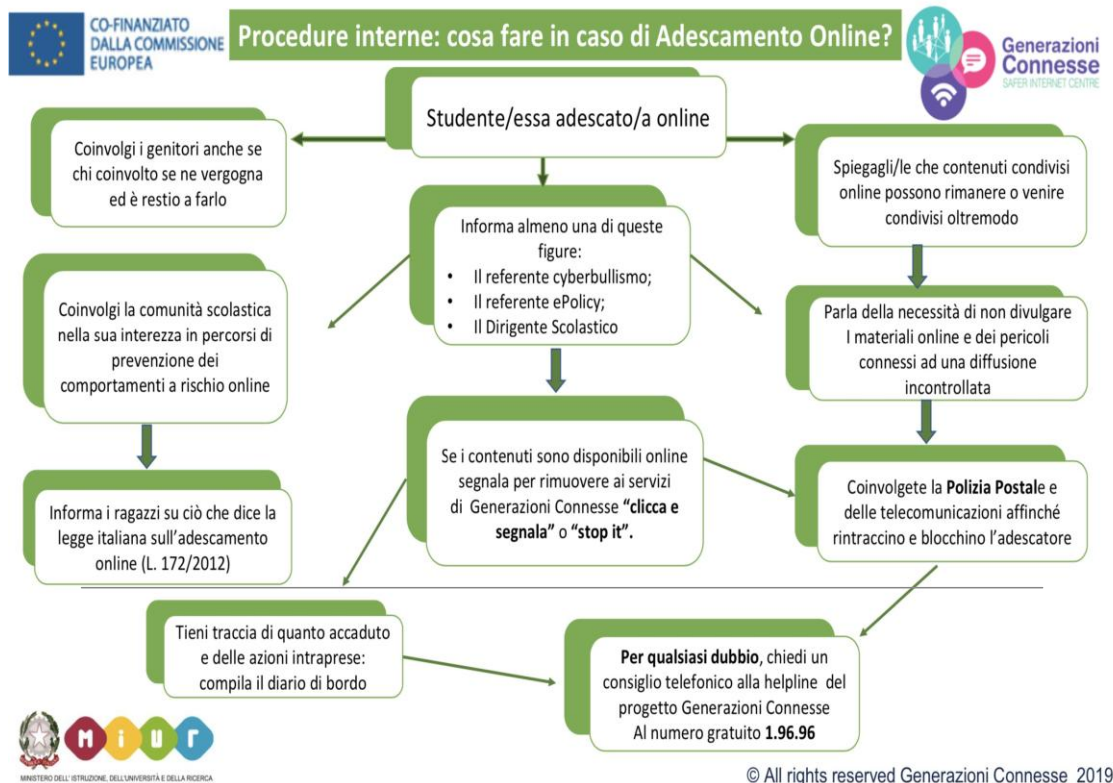 CO-FINANZIATO
DALLA COMMISSIONE
EUROPEA
Procedure interne: cosa fare in caso di Adescamento Online?
Generazioni
Connesse
SAFER INTERNET CENTRE
Studente/essa adescato/a online
Coinvolgi i genitori anche se
chi coinvolto se ne vergogna
ed è restio a farlo
Spiegagli/le che contenuti condivisi
online possono rimanere o venire
condivisi oltremodo
Informa almeno una di queste
figure:
• Il referente cyberbullismo;
• Il referente ePolicy;
• Il Dirigente Scolastico
Coinvolgi la comunità scolastica
nella sua interezza in percorsi di
prevenzione dei
comportamenti a rischio online
Parla della necessità di non divulgare
I materiali online e dei pericoli
connessi ad una diffusione
incontrollata
Se i contenuti sono disponibili online
segnala per rimuovere ai servizi
di Generazioni Connesse “clicca e
segnala” o “stop it”.
Informa i ragazzi su ciò che dice la
legge italiana sull’adescamento
online (L. 172/2012)
Coinvolgete la Polizia Postale e
delle telecomunicazioni affinché
rintraccino e blocchino l’adescatore
Tieni traccia di quanto accaduto
e delle azioni intraprese:
compila il diario di bordo
Per qualsiasi dubbio, chiedi un
consiglio telefonico alla helpline del
progetto Generazioni Connesse
Al numero gratuito 1.96.96
MIUr
MINISTERO DELL’ISTRUZIONE, DELL’UNIVERSITÀ E DELLA RICERCA
© All rights reserved Generazioni Connesse 2019